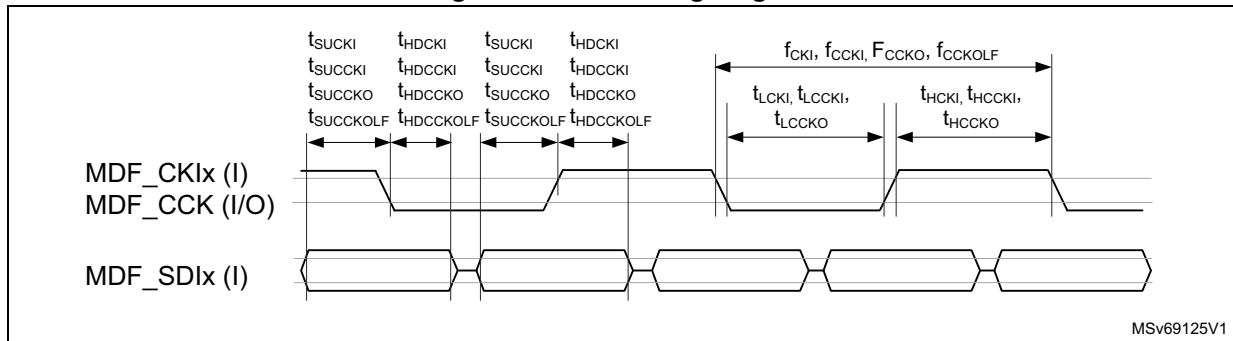 tSUCKI tHDCKI tSUCKI tHDCKI
tSUCCKI tHDCCKI tSUCCKI tHDCCKI
tSUCCKO tHDCCKO tSUCCKO tHDCCKO
tSUCCKOLF tHDCCKOLF tSUCCKOLF tHDCCKOLF
fCKI, fCCKI, FCCKO, fCCKOLF
tLCKI, tLCCKI,
tLCCKO
tHCKI, tHCCKI,
tHCCKO
MDF_CKIx (I)
MDF_CCK (I/O)
MDF_SDIx (I)
MSv69125V1